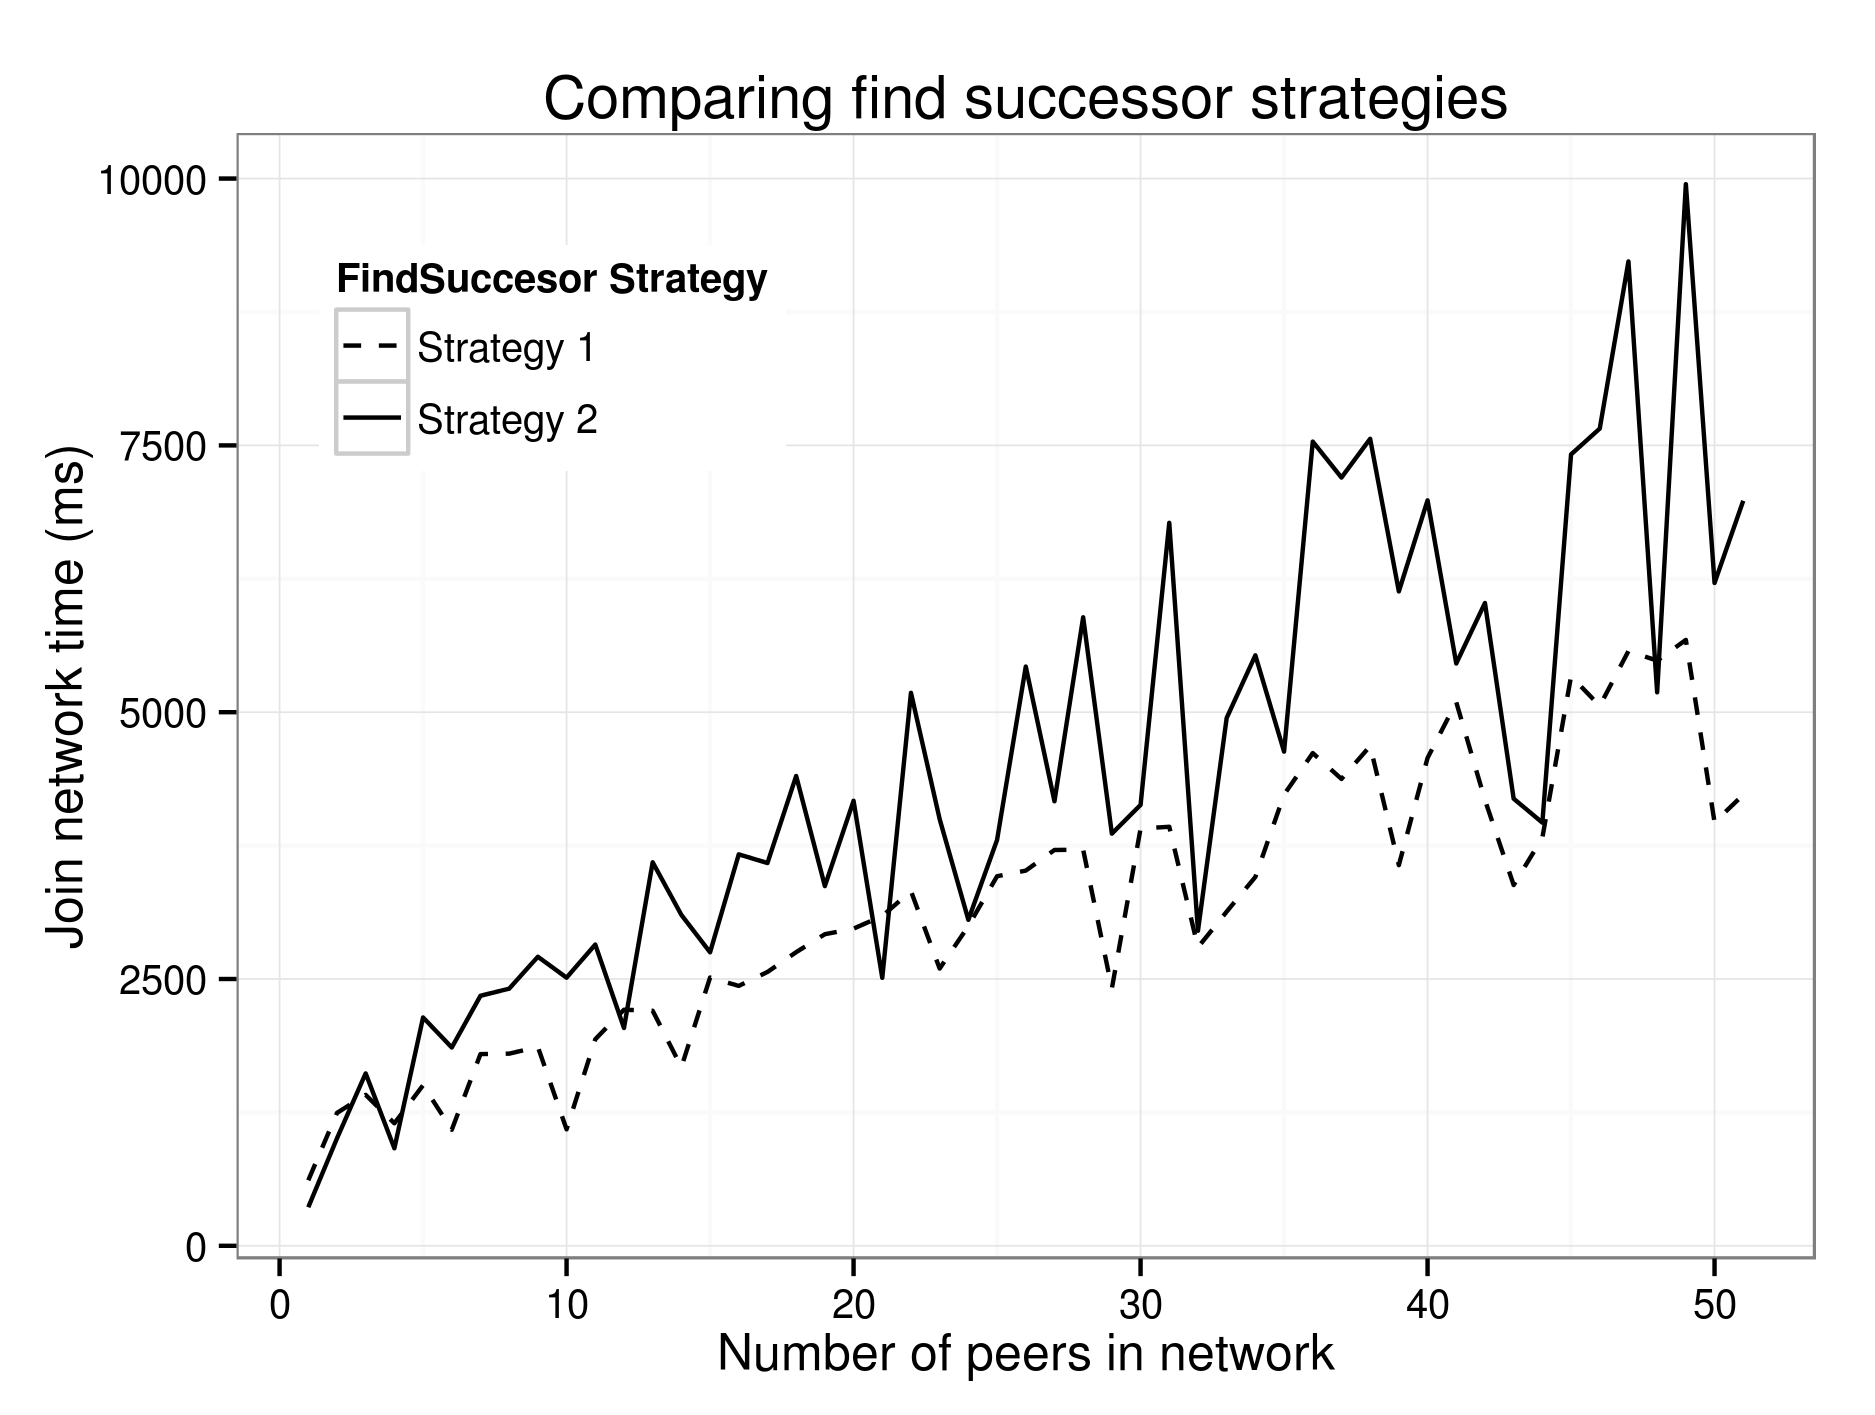 Comparing find successor strategies
10000
7500
5000
2500
0
Join network time (ms)
FindSuccesor Strategy
Strategy 1
Strategy 2
0 10 20 30 40 50
Number of peers in network